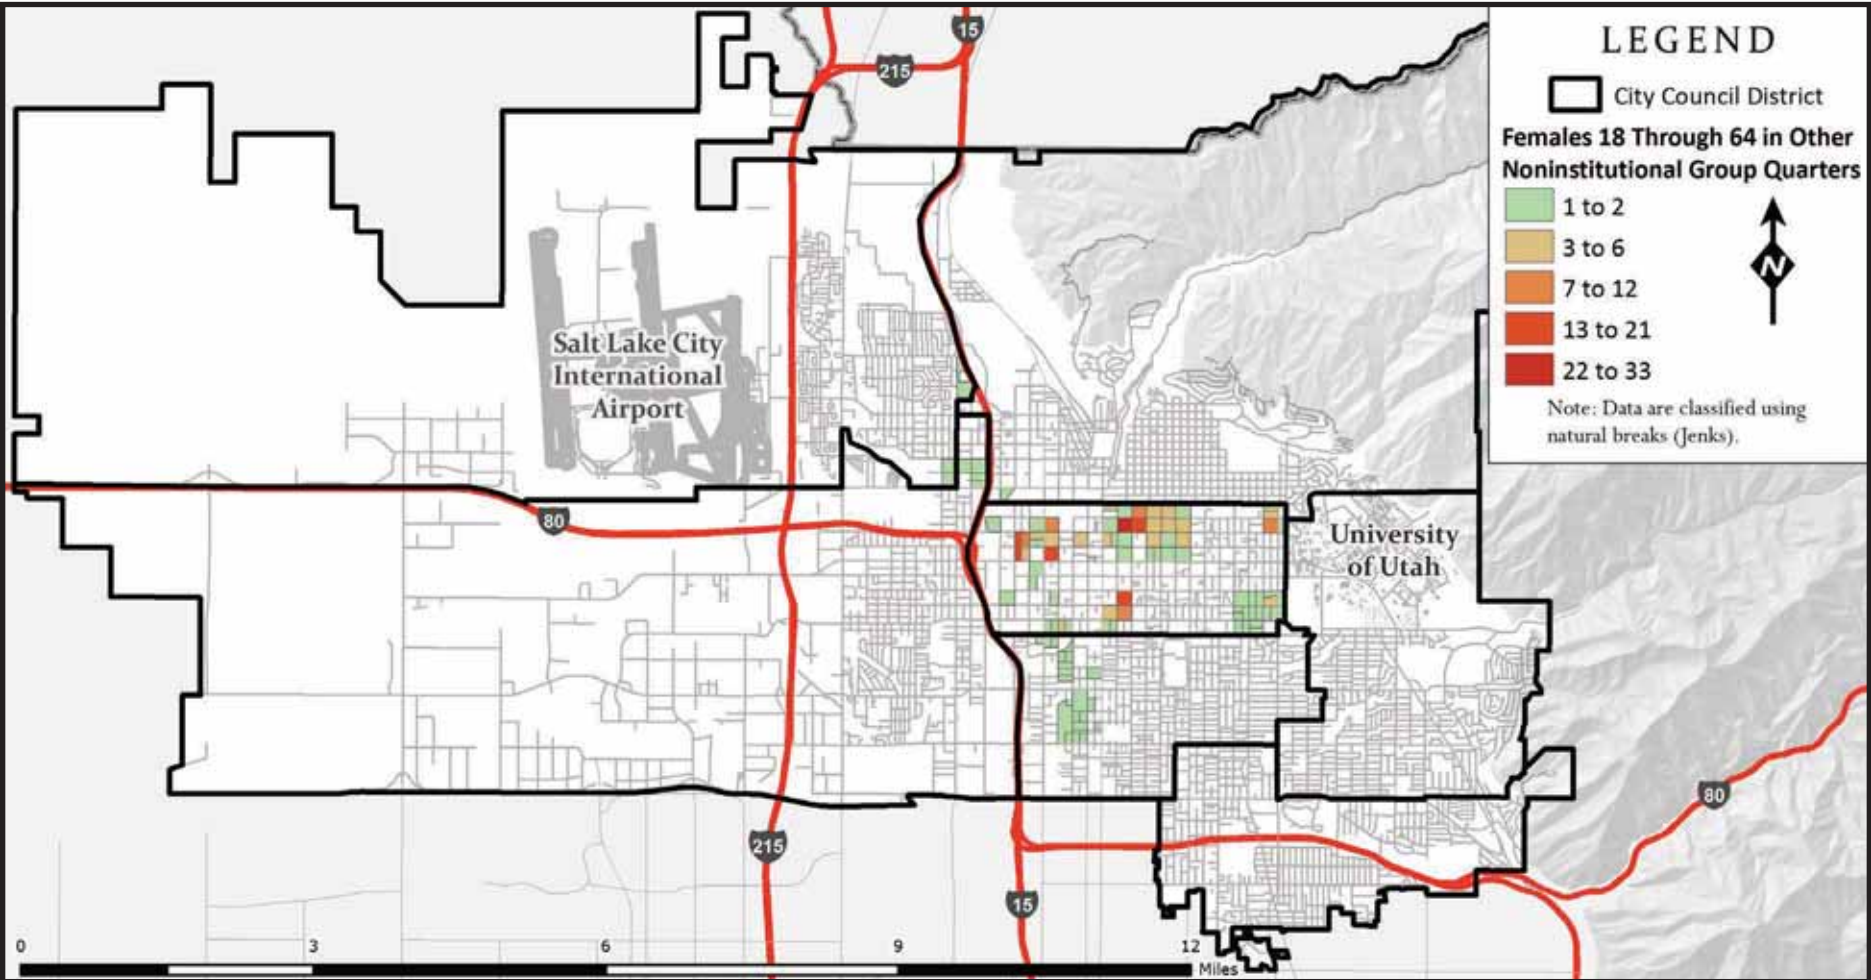 15
215
LEGEND
City Council District
Females 18 Through 64 in Other
Noninstitutional Group Quarters
1 to 2
3 to 6
7 to 12
13 to 21
22 to 33
N
Note: Data are classified using
natural breaks (Jenks).
Salt Lake City
International
Airport
80
University
of Utah
80
215
15
0 3 6 9 12
Miles